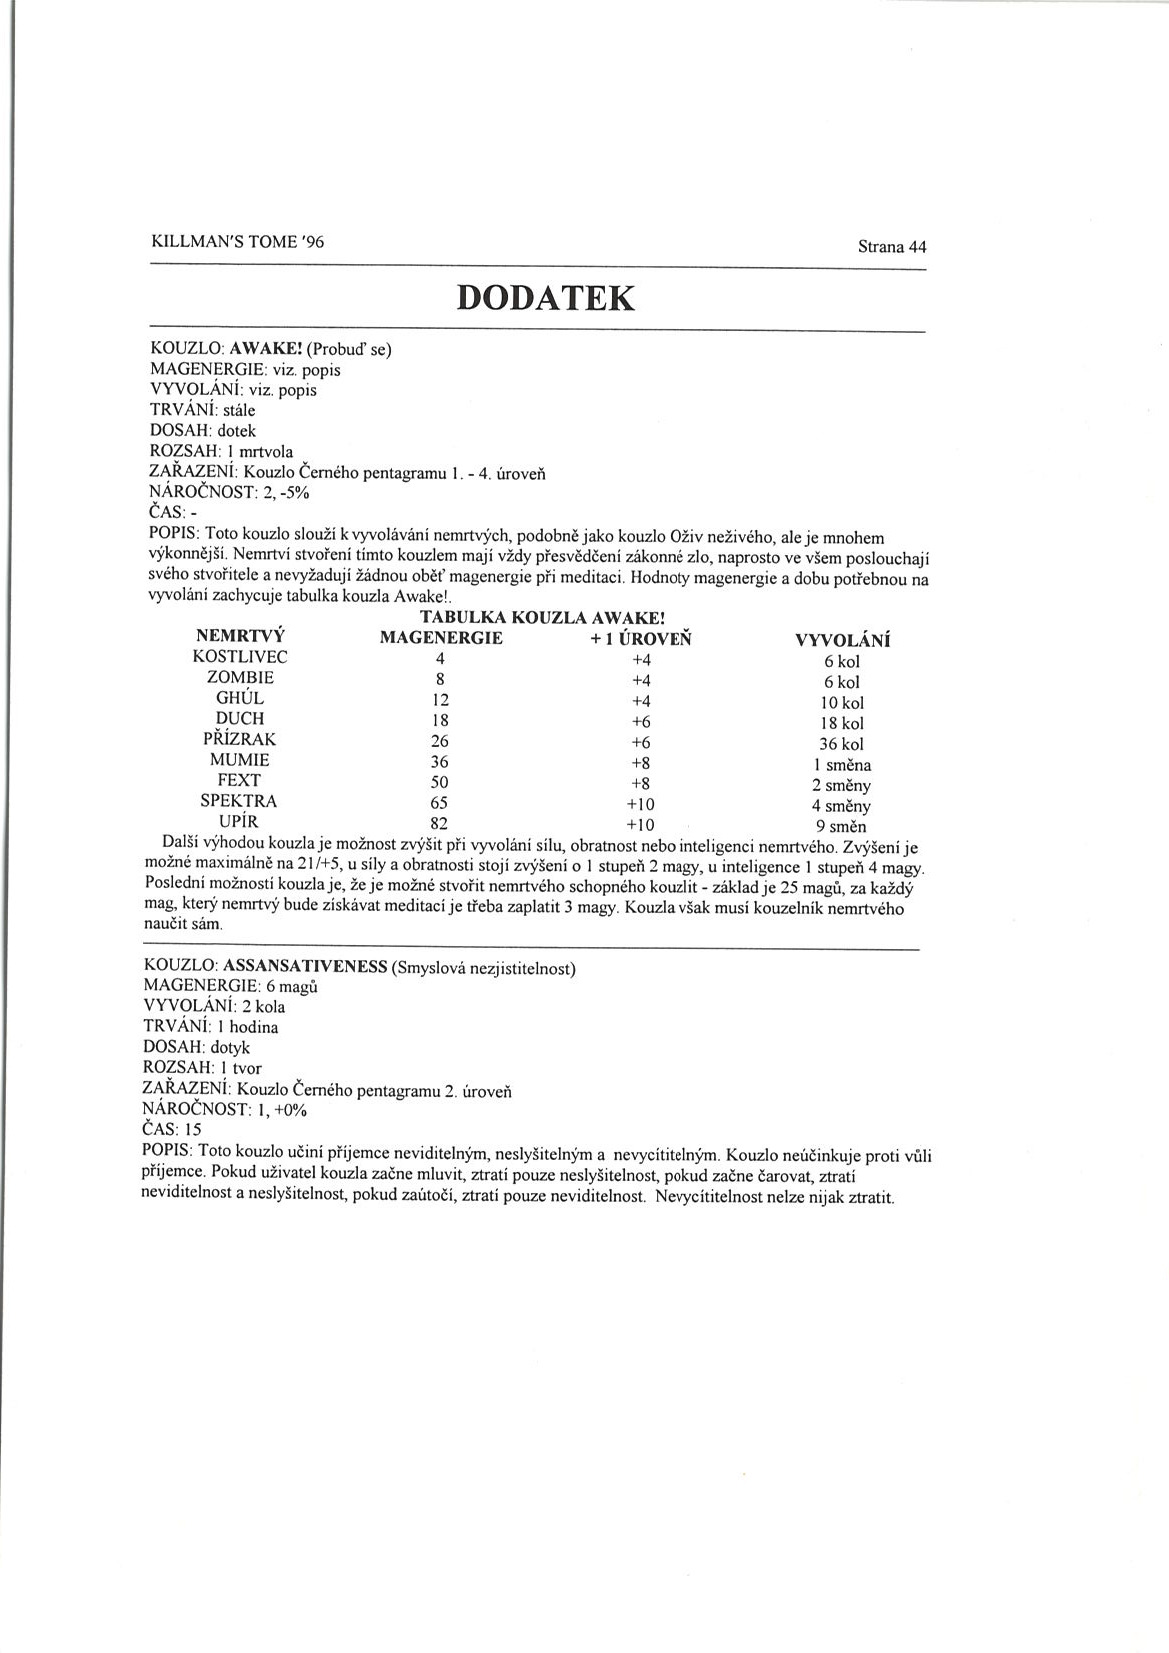 KILLMAN'S TOME '96
Strana 44
DODATEK
KOUZLO: AWAKE! (Probuď se)
MAGENERGIE: viz. popis
VYVOLÁNÍ: viz. popis
TRVÁNÍ: stále
DOSAH: dotek
ROZSAH: 1 mrtvola
ZAŘAZENÍ: Kouzlo Černého pentagramu 1. - 4. úroveň
NÁROČNOST: 2, -5%
ČAS: -
POPIS: Toto kouzlo slouží k vyvolávání nemrtvých, podobně jako kouzlo Oživ neživého, ale je mnohem
výkonnější. Nemrtví stvoření tímto kouzlem mají vždy přesvědčení zákonné zlo, naprosto ve všem poslouchají
svého stvořitele a nevyžadují žádnou oběť magenergie při meditaci. Hodnoty magenergie a dobu potřebnou na
vyvolání zachycuje tabulka kouzla Awake!.
TABULKA KOUZLA AWAKE!
NEMRTVÝ MAGENERGIE + 1 ÚROVEŇ VYVOLÁNÍ
KOSTLIVEC 4 +4 6 kol
ZOMBIE 8 +4 6 kol
GHÚL 12 +4 10 kol
DUCH 18 +6 18 kol
PŘÍZRAK 26 +6 36 kol
MUMIE 36 +8 1 směna
FEXT 50 +8 2 směny
SPEKTRA 65 +10 4 směny
UPÍR 82 +10 9 směn
Další výhodou kouzla je možnost zvýšit při vyvolání sílu, obratnost nebo inteligenci nemrtvého. Zvýšení je
možné maximálně na 21/+5, u síly a obratnosti stojí zvýšení o 1 stupeň 2 magy, u inteligence 1 stupeň 4 magy.
Poslední možností kouzla je, že je možné stvořit nemrtvého schopného kouzlit - základ je 25 magů, za každý
mag, který nemrtvý bude získávat meditací je třeba zaplatit 3 magy. Kouzla však musí kouzelník nemrtvého
naučit sám.
KOUZLO: ASSANSATIVENESS (Smyslová nezjistitelnost)
MAGENERGIE: 6 magů
VYVOLÁNÍ: 2 kola
TRVÁNÍ: 1 hodina
DOSAH: dotyk
ROZSAH: 1 tvor
ZAŘAZENÍ: Kouzlo Černého pentagramu 2. úroveň
NÁROČNOST: 1, +0%
ČAS: 15
POPIS: Toto kouzlo učiní příjemce neviditelným, neslyšitelným a nevycítitelným. Kouzlo neúčinkuje proti vůli
příjemce. Pokud uživatel kouzla začne mluvit, ztratí pouze neslyšitelnost, pokud začne čarovat, ztratí
neviditelnost a neslyšitelnost, pokud zaútočí, ztratí pouze neviditelnost. Nevycítitelnost nelze nijak ztratit.